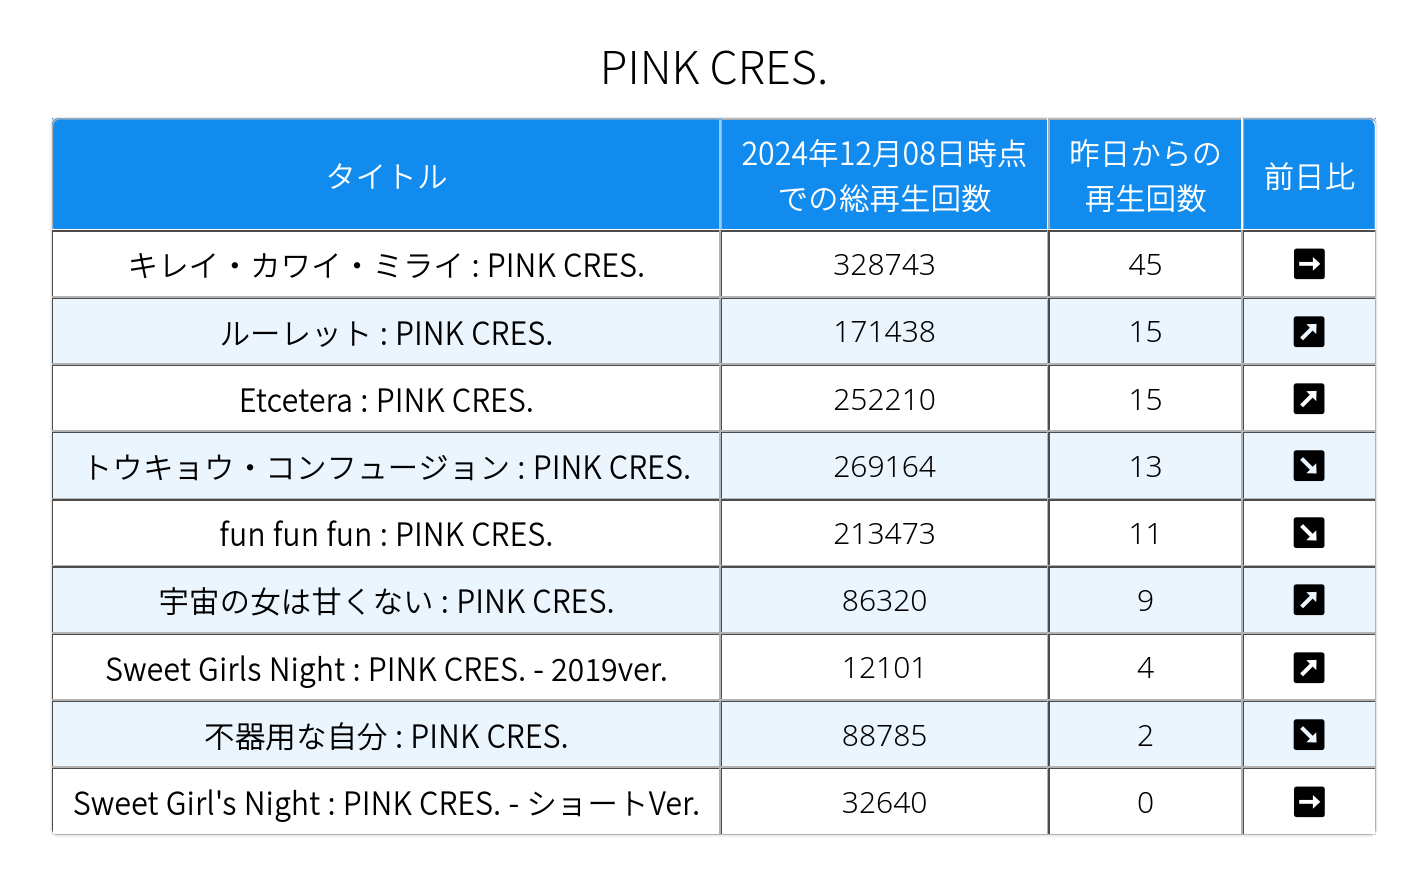 PINK CRES.
タイトル
2024年12月08日時点
での総再生回数
昨日からの
再生回数
前日比
キレイ・カワイ・ミライ : PINK CRES. 328743 45 ➡
ルーレット : PINK CRES. 171438 15 ↗
Etcetera : PINK CRES. 252210 15 ↗
トウキョウ・コンフュージョン : PINK CRES. 269164 13 ↘
fun fun fun : PINK CRES. 213473 11 ↘
宇宙の女は甘くない : PINK CRES. 86320 9 ↗
Sweet Girls Night : PINK CRES. - 2019ver. 12101 4 ↗
不器用な自分 : PINK CRES. 88785 2 ↘
Sweet Girl's Night : PINK CRES. - ショートVer. 32640 0 ➡